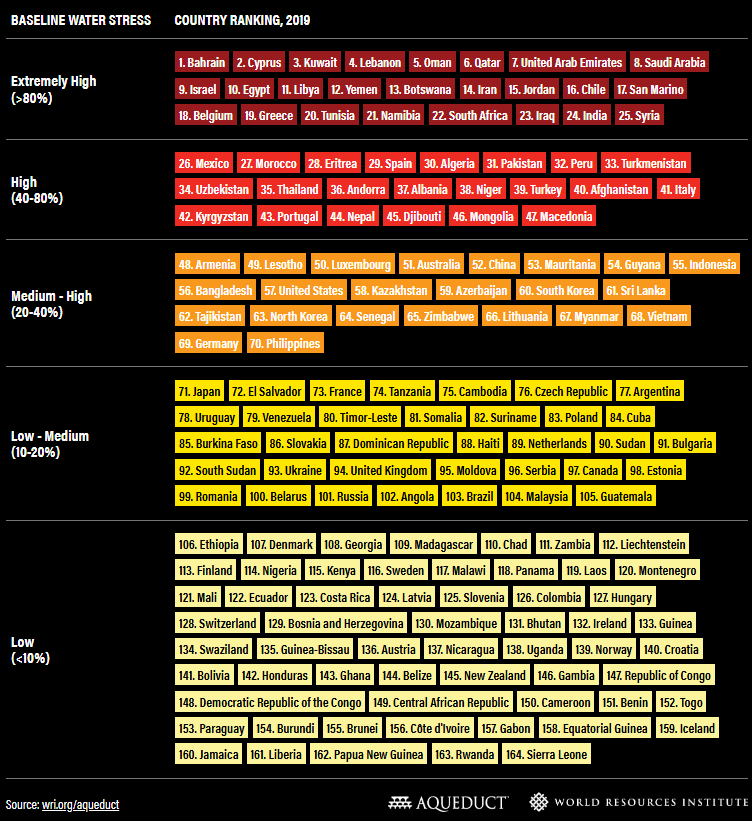 BASELINE WATER STRESS COUNTRY RANKING, 2019
Extremely High
(>80%)
1. Bahrain 2. Cyprus 3. Kuwait 4. Lebanon 5. Oman 6. Qatar 7. United Arab Emirates 8. Saudi Arabia
9. Israel 10. Egypt 11. Libya 12. Yemen 13. Botswana 14. Iran 15. Jordan 16. Chile 17. San Marino
18. Belgium 19. Greece 20. Tunisia 21. Namibia 22. South Africa 23. Iraq 24. India 25. Syria
High
(40-80%)
26. Mexico 27. Morocco 28. Eritrea 29. Spain 30. Algeria 31. Pakistan 32. Peru 33. Turkmenistan
34. Uzbekistan 35. Thailand 36. Andorra 37. Albania 38. Niger 39. Turkey 40. Afghanistan 41. Italy
42. Kyrgyzstan 43. Portugal 44. Nepal 45. Djibouti 46. Mongolia 47. Macedonia
Medium - High
(20-40%)
48. Armenia 49. Lesotho 50. Luxembourg 51. Australia 52. China 53. Mauritania 54. Guyana 55. Indonesia
56. Bangladesh 57. United States 58. Kazakhstan 59. Azerbaijan 60. South Korea 61. Sri Lanka
62. Tajikistan 63. North Korea 64. Senegal 65. Zimbabwe 66. Lithuania 67. Myanmar 68. Vietnam
69. Germany 70. Philippines
Low - Medium
(10-20%)
71. Japan 72. El Salvador 73. France 74. Tanzania 75. Cambodia 76. Czech Republic 77. Argentina
78. Uruguay 79. Venezuela 80. Timor-Leste 81. Somalia 82. Suriname 83. Poland 84. Cuba
85. Burkina Faso 86. Slovakia 87. Dominican Republic 88. Haiti 89. Netherlands 90. Sudan 91. Bulgaria
92. South Sudan 93. Ukraine 94. United Kingdom 95. Moldova 96. Serbia 97. Canada 98. Estonia
99. Romania 100. Belarus 101. Russia 102. Angola 103. Brazil 104. Malaysia 105. Guatemala
Low
(<10%)
106. Ethiopia 107. Denmark 108. Georgia 109. Madagascar 110. Chad 111. Zambia 112. Liechtenstein
113. Finland 114. Nigeria 115. Kenya 116. Sweden 117. Malawi 118. Panama 119. Laos 120. Montenegro
121. Mali 122. Ecuador 123. Costa Rica 124. Latvia 125. Slovenia 126. Colombia 127. Hungary
128. Switzerland 129. Bosnia and Herzegovina 130. Mozambique 131. Bhutan 132. Ireland 133. Guinea
134. Swaziland 135. Guinea-Bissau 136. Austria 137. Nicaragua 138. Uganda 139. Norway 140. Croatia
141. Bolivia 142. Honduras 143. Ghana 144. Belize 145. New Zealand 146. Gambia 147. Republic of Congo
148. Democratic Republic of the Congo 149. Central African Republic 150. Cameroon 151. Benin 152. Togo
153. Paraguay 154. Burundi 155. Brunei 156. Côte d'Ivoire 157. Gabon 158. Equatorial Guinea 159. Iceland
160. Jamaica 161. Liberia 162. Papua New Guinea 163. Rwanda 164. Sierra Leone
Source: wri.org/aqueduct AQUEDUCT WORLD RESOURCES INSTITUTE